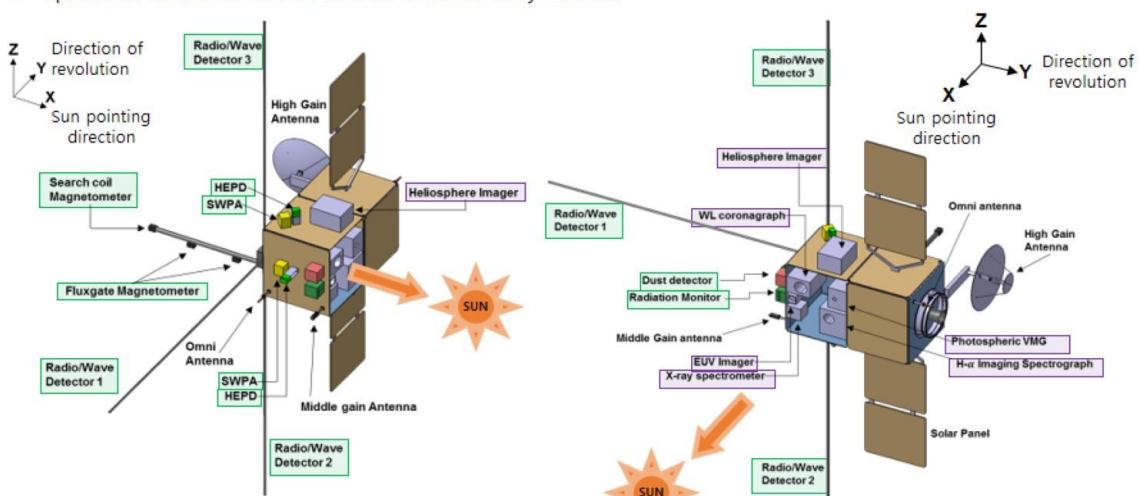 Z
Y
X
Direction of
revolution
Sun pointing
direction
Radio/Wave
Detector 3
High Gain
Antenna
Search coil
Magnetometer
HEPD
SWPA
Heliosphere Imager
Fluxgate Magnetometer
SUN
Omni
Antenna
Radio/Wave
Detector 1
SWPA
HEPD
Middle gain Antenna
Radio/Wave
Detector 2
Radio/Wave
Detector 3
Z
Y
X
Direction of
revolution
Sun pointing
direction
Heliosphere Imager
Radio/Wave
Detector 1
WL coronagraph
Omni antenna
High Gain
Antenna
Dust detector
Radiation Monitor
Middle Gain antenna
Photospheric VMG
EUV Imager
X-ray spectrometer
H-α Imaging Spectrograph
Solar Panel
Radio/Wave
Detector 2
SUN